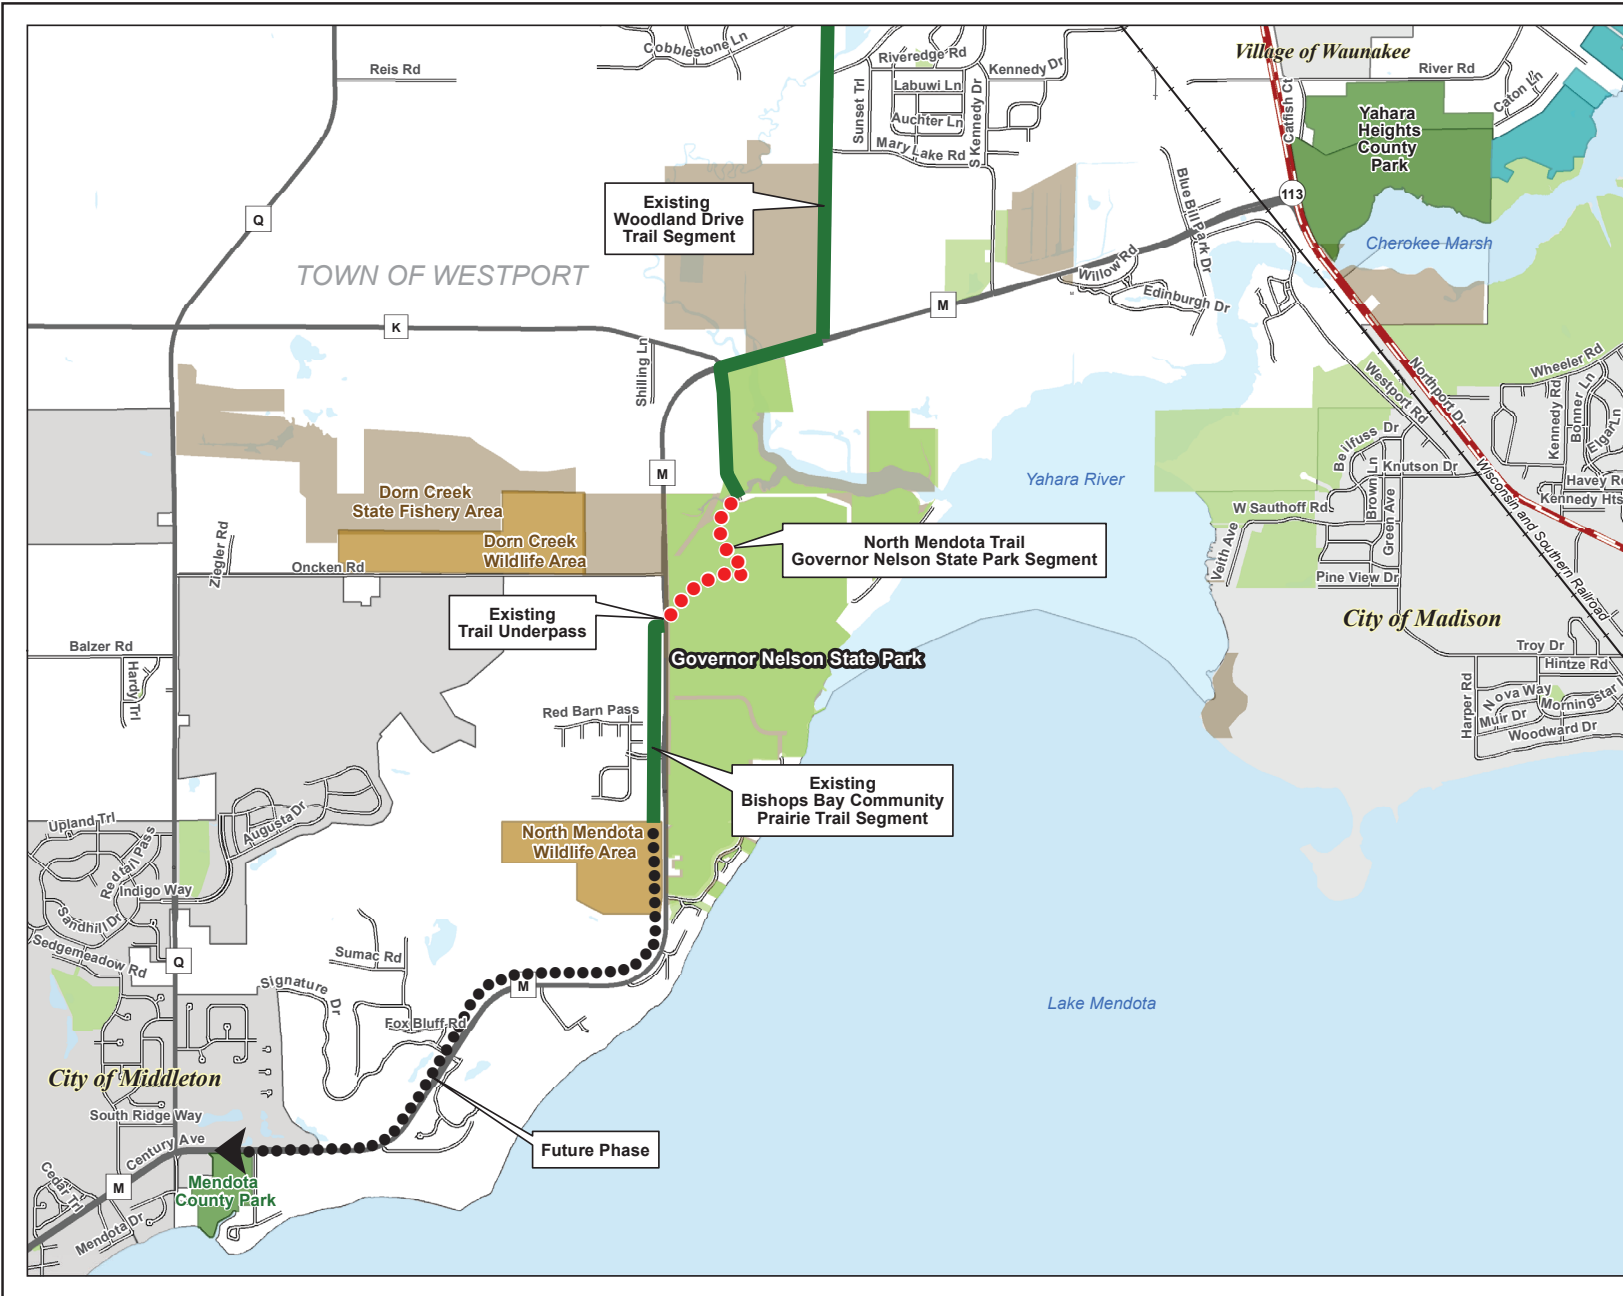 Cobblestone Ln
Reis Rd
Riveredge Rd
Kennedy Dr
Labuwi Ln
Auchter Ln
Mary Lake Rd
Sunset Trl
S Kennedy Dr
Village of Waunakee
River Rd
Caton Ln
Catfish Ct
Yahara
Heights
County
Park
113
Cherokee Marsh
Blue Bill Park Dr
Willow Rd
Edinburgh Dr
M
Existing
Woodland Drive
Trail Segment
Q
TOWN OF WESTPORT
K
Shilling Ln
M
Dorn Creek
State Fishery Area
Dorn Creek
Wildlife Area
Ziegler Rd
Oncken Rd
Yahara River
North Mendota Trail
Governor Nelson State Park Segment
Existing
Trail Underpass
Governor Nelson State Park
Wheeler Rd
Northport Dr
Westport Rd
Kennedy Rd
Bonner Ln
Elgar Ln
Beilfuss Dr
Knutson Dr
Brown Ln
Green Ave
Havey Rd
Kennedy Hts
W Sauthoff Rd
Veith Ave
Pine View Dr
Wisconsin and Southern Railroad
City of Madison
Troy Dr
Hintze Rd
Harper Rd
Nova Way
Morningstar
Muir Dr
Woodward Dr
Balzer Rd
Hardy Trl
Red Barn Pass
Existing
Bishops Bay Community
Prairie Trail Segment
North Mendota
Wildlife Area
Upland Trl
Augusta Dr
Redtail Pass
Indigo Way
Sandhill Dr
Sedgemeadow Rd
Q
Sumac Rd
Signature Dr
Fox Bluff Rd
M
Lake Mendota
City of Middleton
South Ridge Way
Century Ave
Future Phase
Cedar Trl
M
Mendota Dr
Mendota
County Park